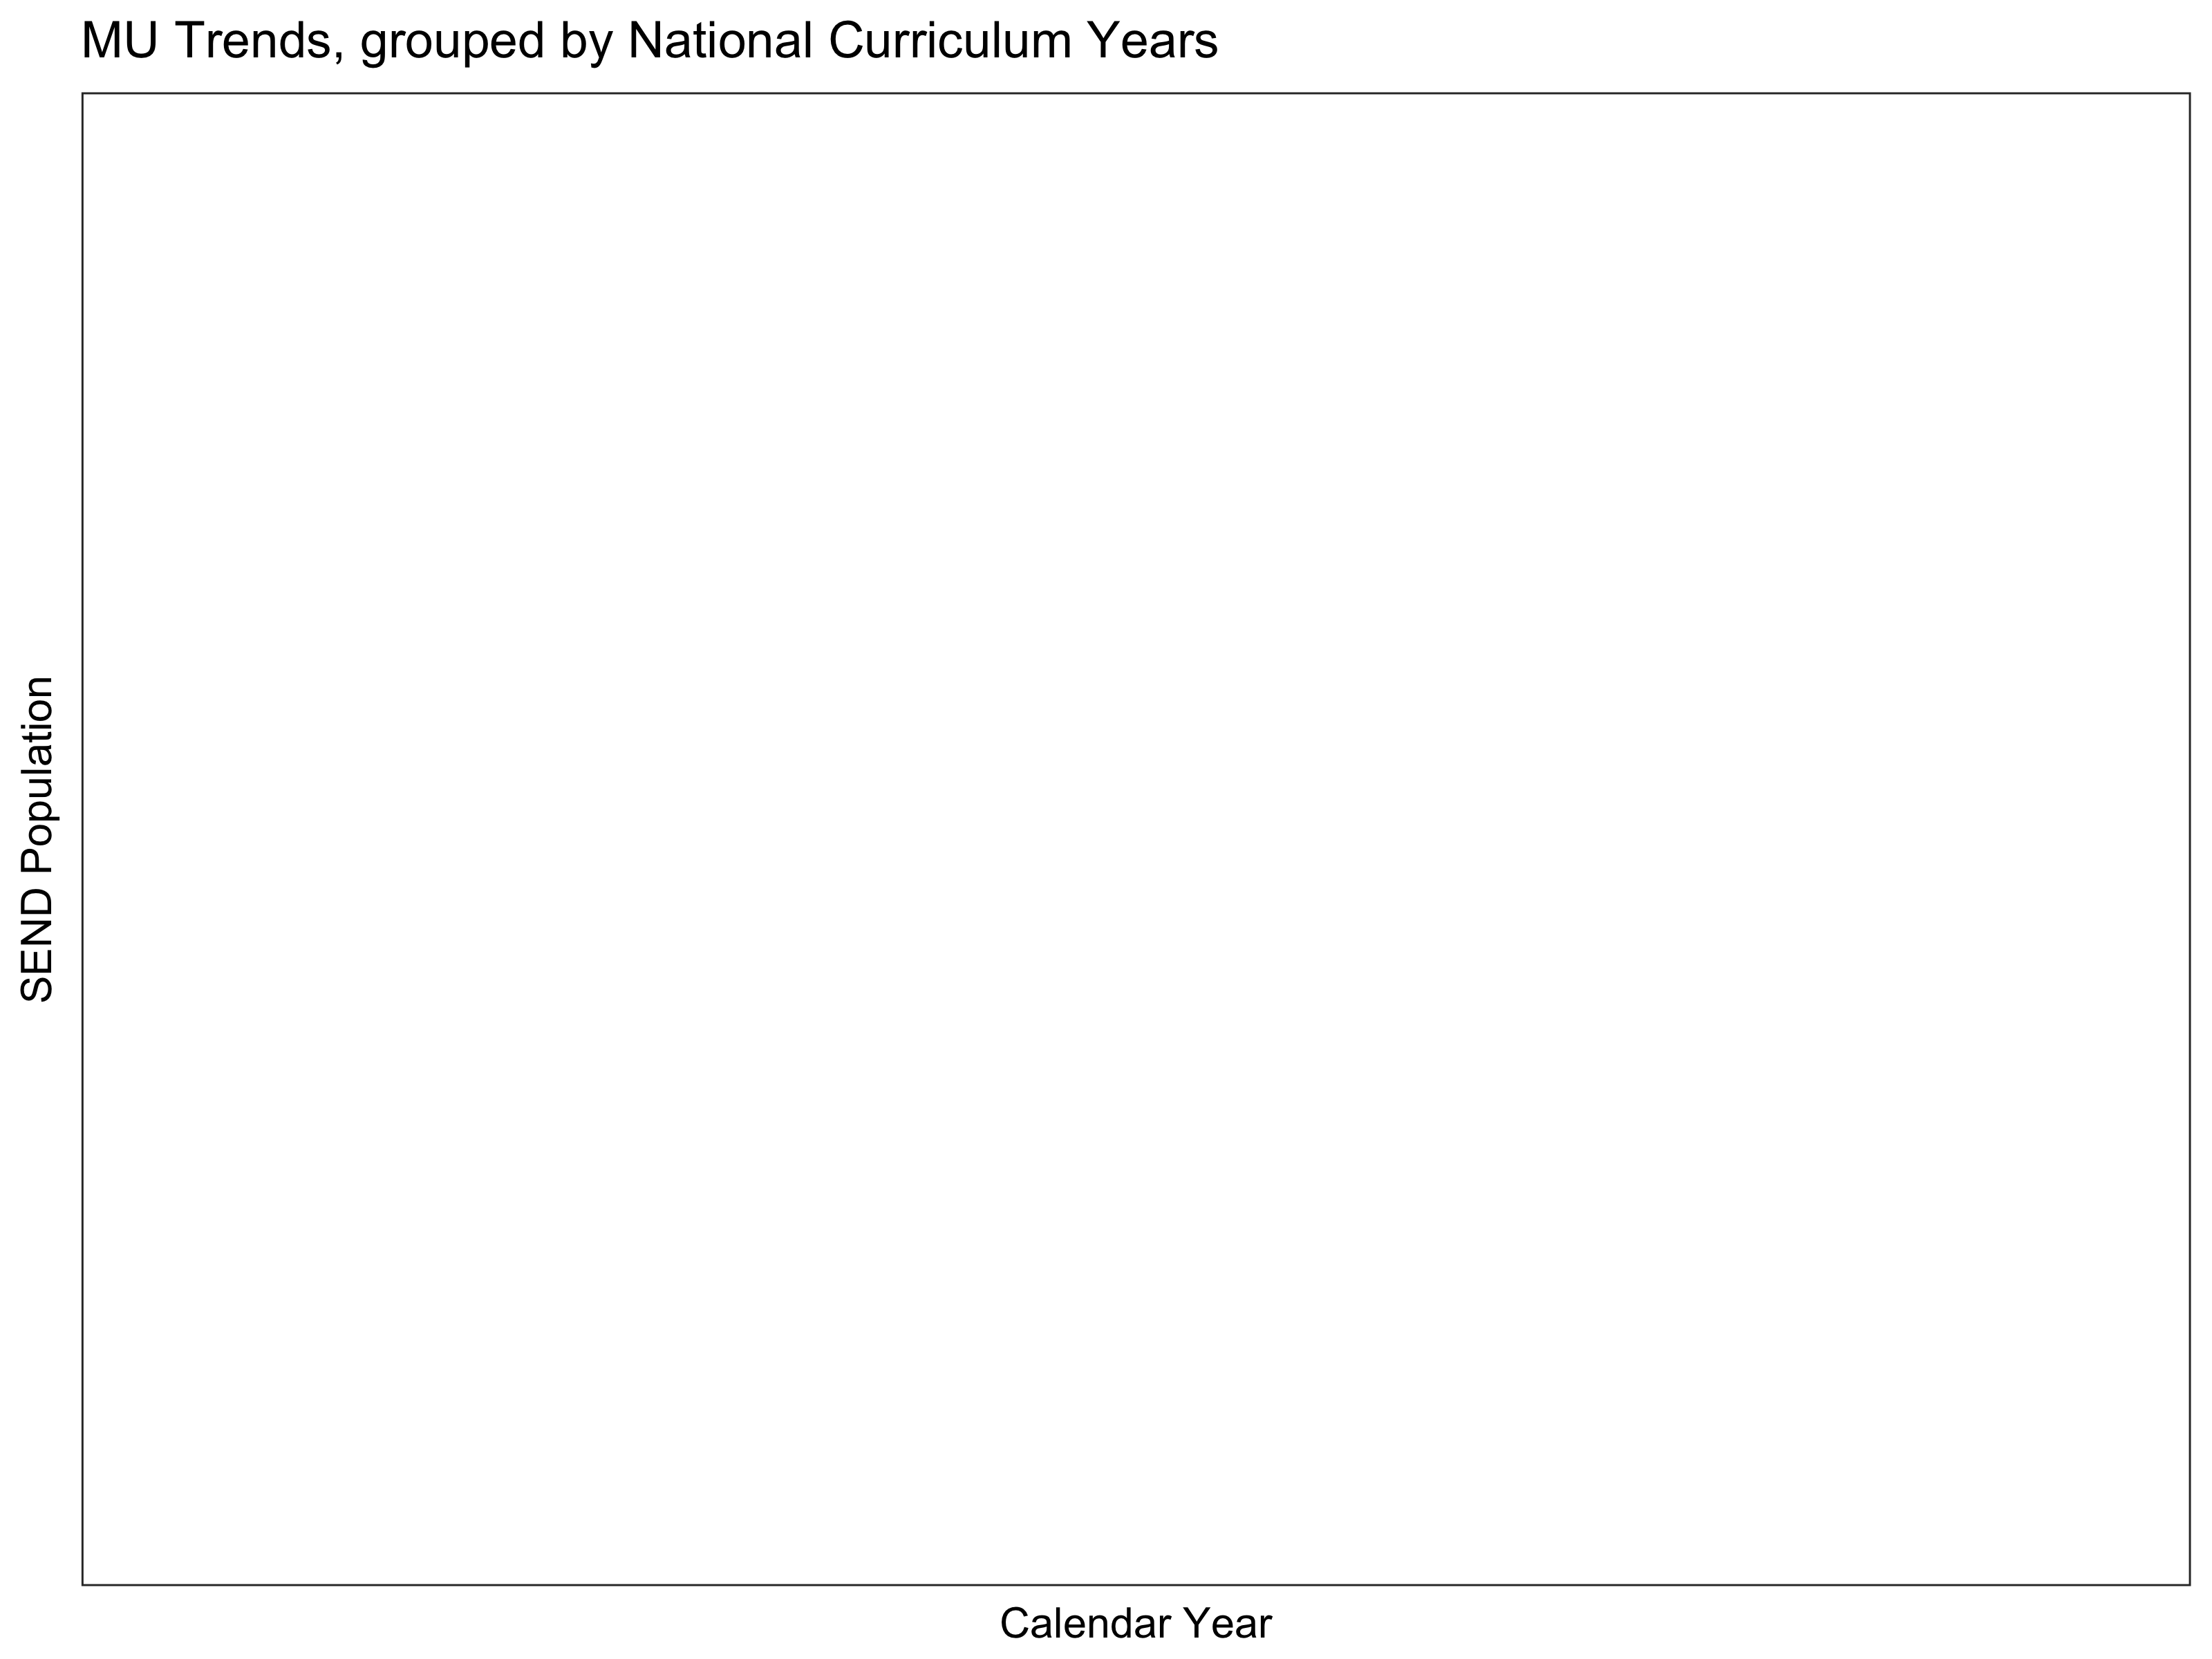 MU Trends, grouped by National Curriculum Years
SEND Population
Calendar Year